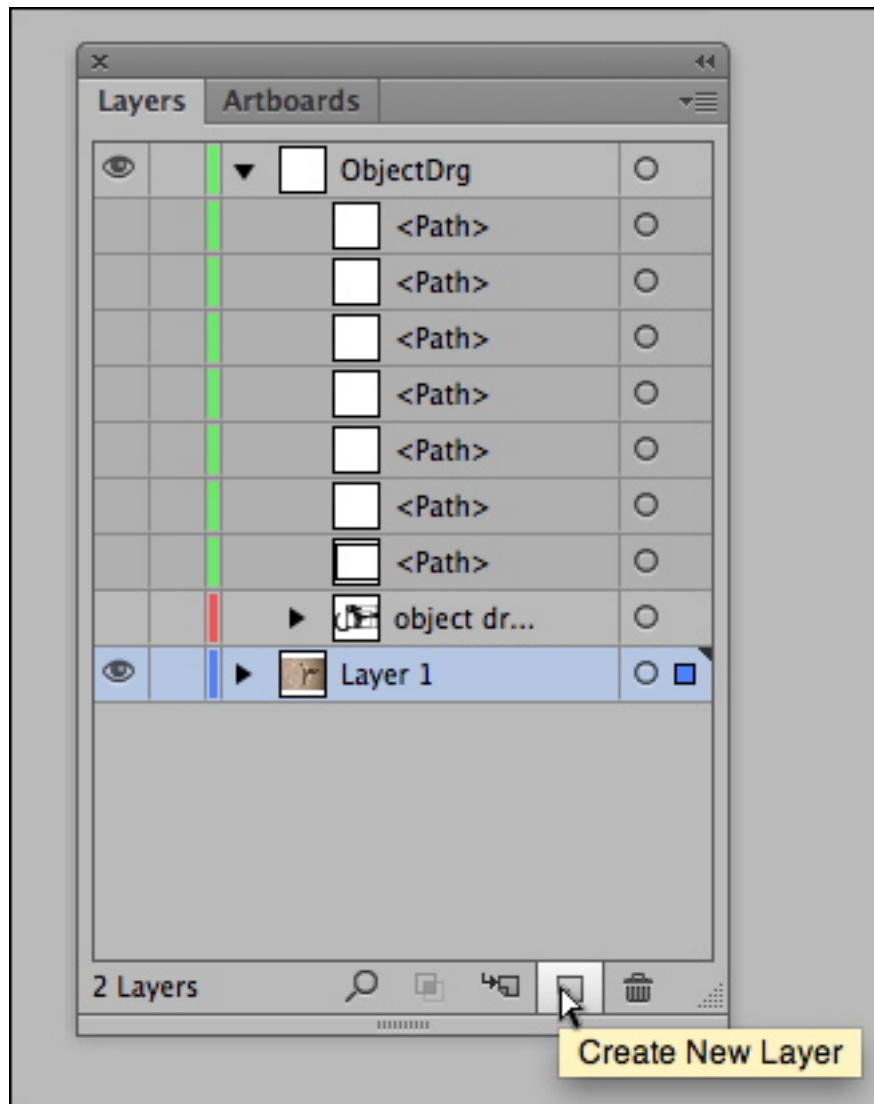 Layers Artboards
ObjectDrg
<Path>
<Path>
<Path>
<Path>
<Path>
<Path>
<Path>
object dr...
Layer 1
2 Layers
Create New Layer